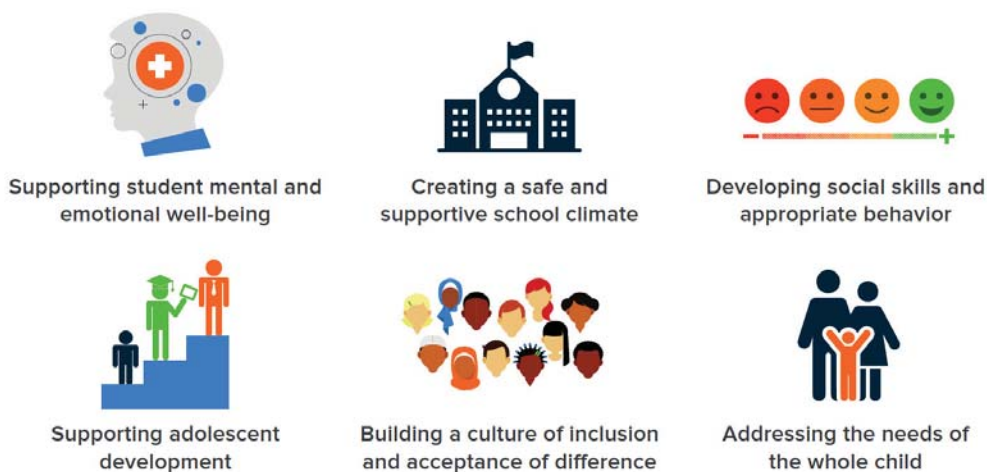 Supporting student mental and
emotional well-being
Creating a safe and
supportive school climate
Developing social skills and
appropriate behavior
Supporting adolescent
development
Building a culture of inclusion
and acceptance of difference
Addressing the needs of
the whole child